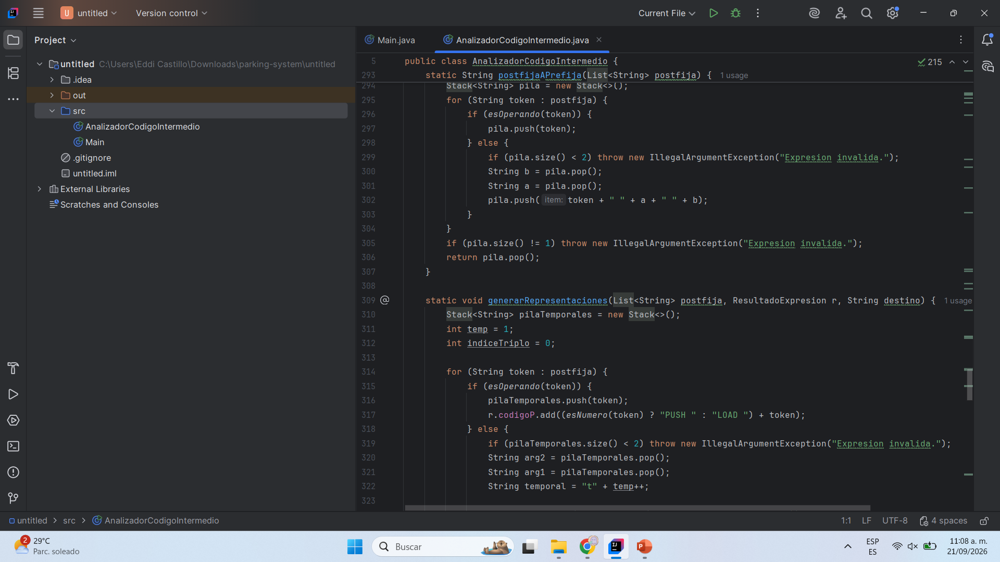 U untitled
Version control
Current File
Project
untitled C:\Users\Eddi Castillo\Downloads\parking-system\untitled
.idea
out
src
AnalizadorCodigoIntermedio
Main
.gitignore
untitled.iml
External Libraries
Scratches and Consoles
Main.java
AnalizadorCodigoIntermedio.java
215
5 public class AnalizadorCodigoIntermedio {
293 static String postfijaAPrefija(List<String> postfija) { 1 usage
294 Stack<String> pila = new Stack<>();
295 for (String token : postfija) {
296 if (esOperando(token)) {
297 pila.push(token);
298 } else {
299 if (pila.size() < 2) throw new IllegalArgumentException("Expresion invalida.");
300 String b = pila.pop();
301 String a = pila.pop();
302 pila.push( item: token + " " + a + " " + b);
303 }
304 }
305 if (pila.size() != 1) throw new IllegalArgumentException("Expresion invalida.");
306 return pila.pop();
307 }
308
309 @ static void generarRepresentaciones(List<String> postfija, ResultadoExpresion r, String destino) { 1 usage
310 Stack<String> pilaTemporales = new Stack<>();
311 int temp = 1;
312 int indiceTriplo = 0;
313
314 for (String token : postfija) {
315 if (esOperando(token)) {
316 pilaTemporales.push(token);
317 r.codigoP.add((esNumero(token) ? "PUSH " : "LOAD ") + token);
318 } else {
319 if (pilaTemporales.size() < 2) throw new IllegalArgumentException("Expresion invalida.");
320 String arg2 = pilaTemporales.pop();
321 String arg1 = pilaTemporales.pop();
322 String temporal = "t" + temp++;
323
untitled > src > AnalizadorCodigoIntermedio
1:1 LF UTF-8 4 spaces
2
29°C
Parc. soleado
Buscar
ESP
ES
11:08 a. m.
21/09/2026